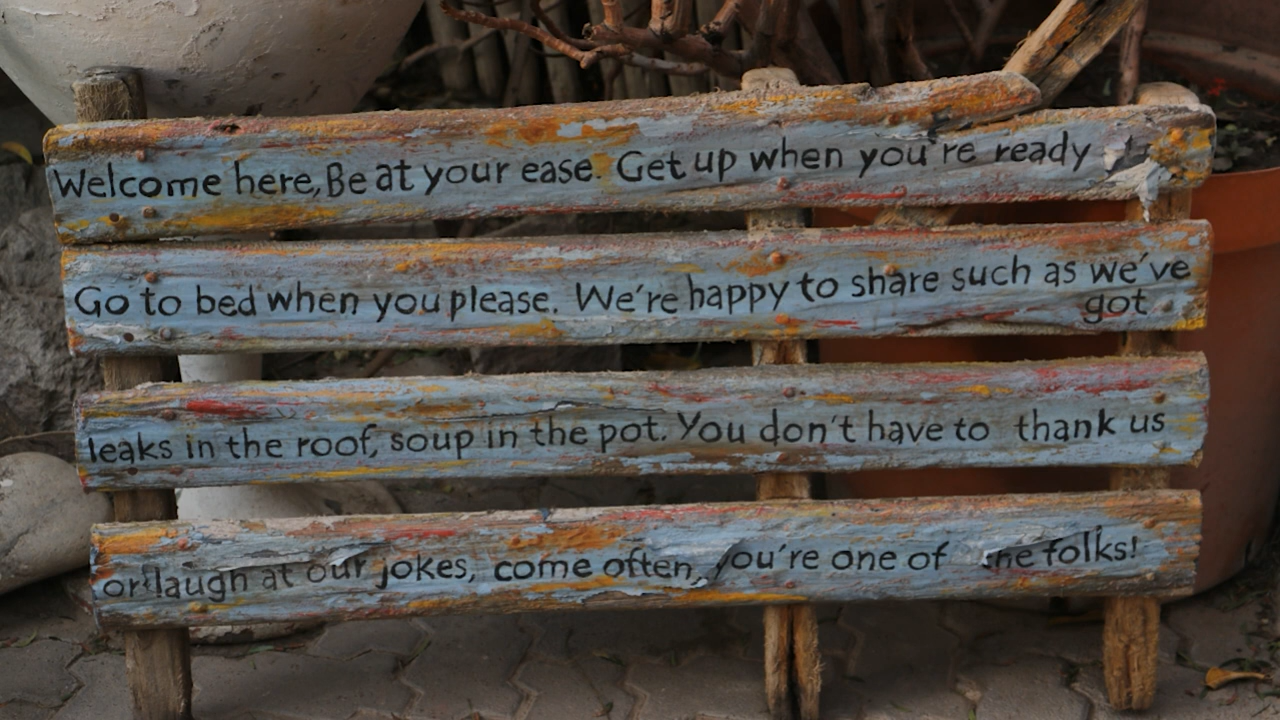 Welcome here, Be at your ease. Get up when you're ready
Go to bed when you please. We're happy to share such as we've
got
leaks in the roof, soup in the pot. You don't have to thank us
or laugh at our jokes, come often, you're one of the folks!